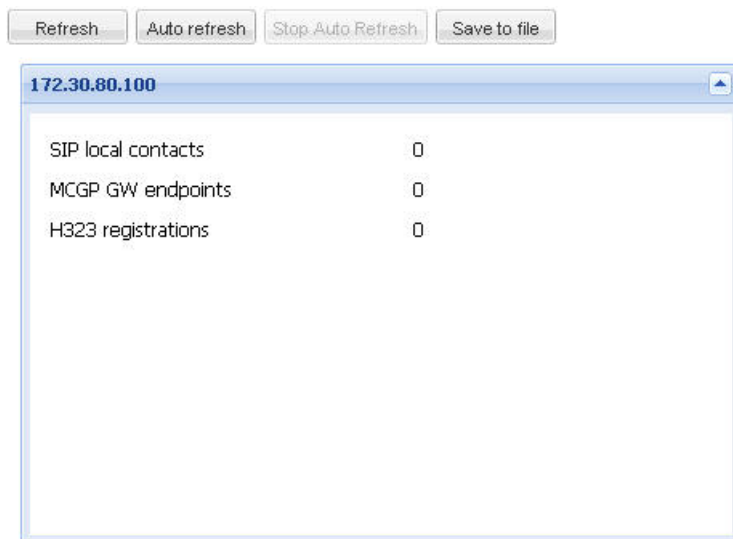 Refresh Auto refresh Stop Auto Refresh Save to file
172.30.80.100
SIP local contacts 0
MCGP GW endpoints 0
H323 registrations 0